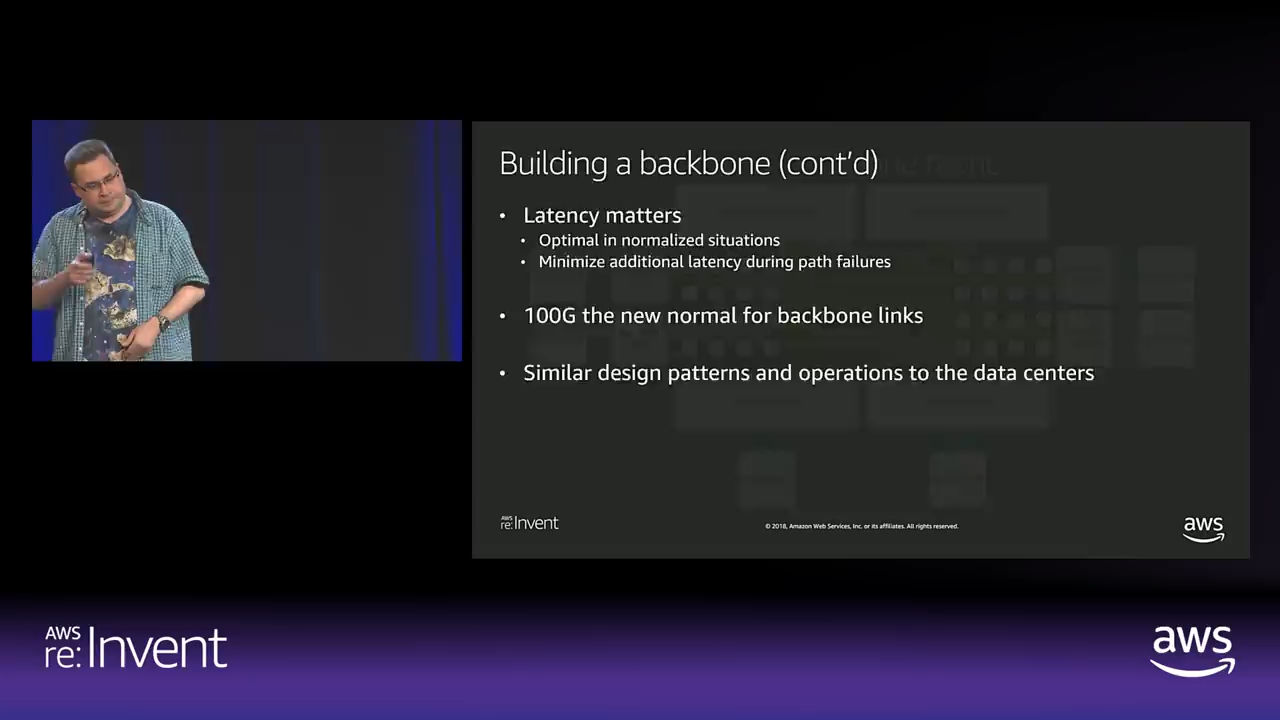 Building a backbone (cont'd)
• Latency matters
• Optimal in normalized situations
• Minimize additional latency during path failures
• 100G the new normal for backbone links
• Similar design patterns and operations to the data centers
AWS
re:Invent
© 2018, Amazon Web Services, Inc. or its affiliates. All rights reserved.
aws
AWS
re:Invent
aws